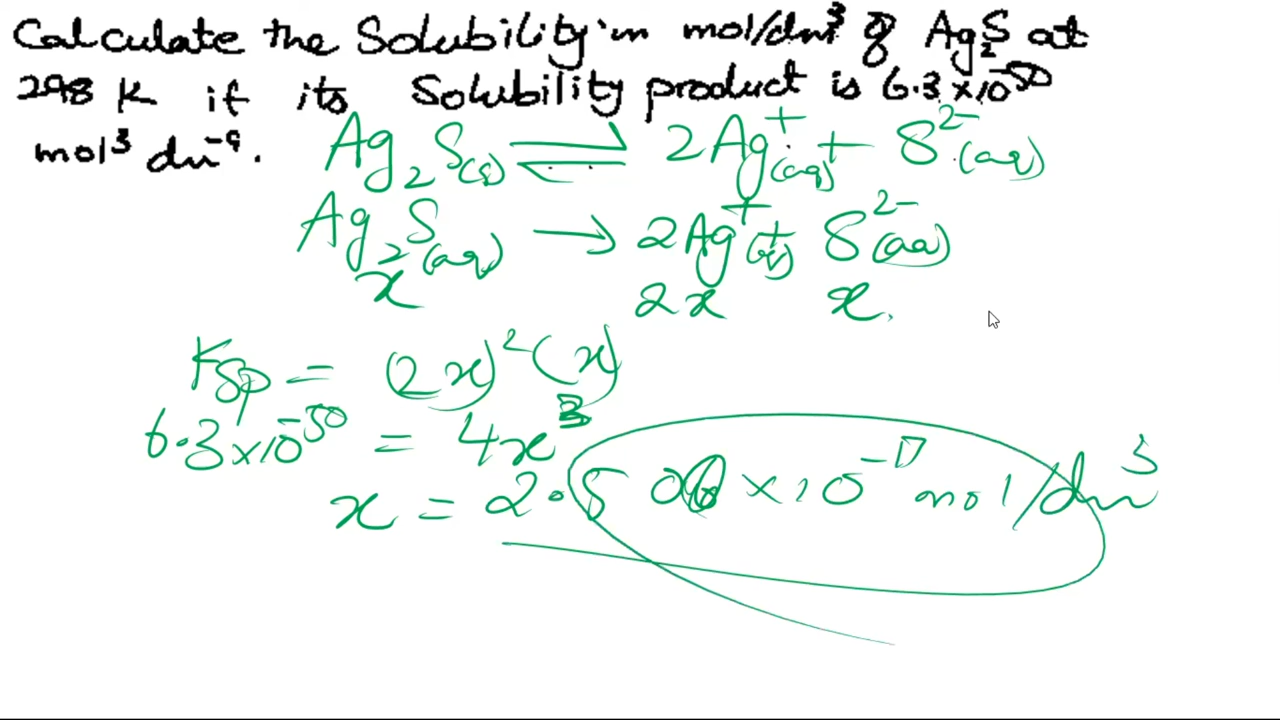 Calculate the Solubility in mol/dm³ of Ag₂S at
298 K if its Solubility product is 6.3 x 10⁻⁵⁰
mol³ dm⁻⁹.
Ag₂S(s) ⇌ 2Ag⁺(aq) + S²⁻(aq)
Ag₂S(aq) → 2Ag⁺(aq) + S²⁻(aq)
x 2x x
Ksp = (2x)²(x)
6.3 x 10⁻⁵⁰ = 4x³
x = 2.506 x 10⁻¹⁷ mol/dm³